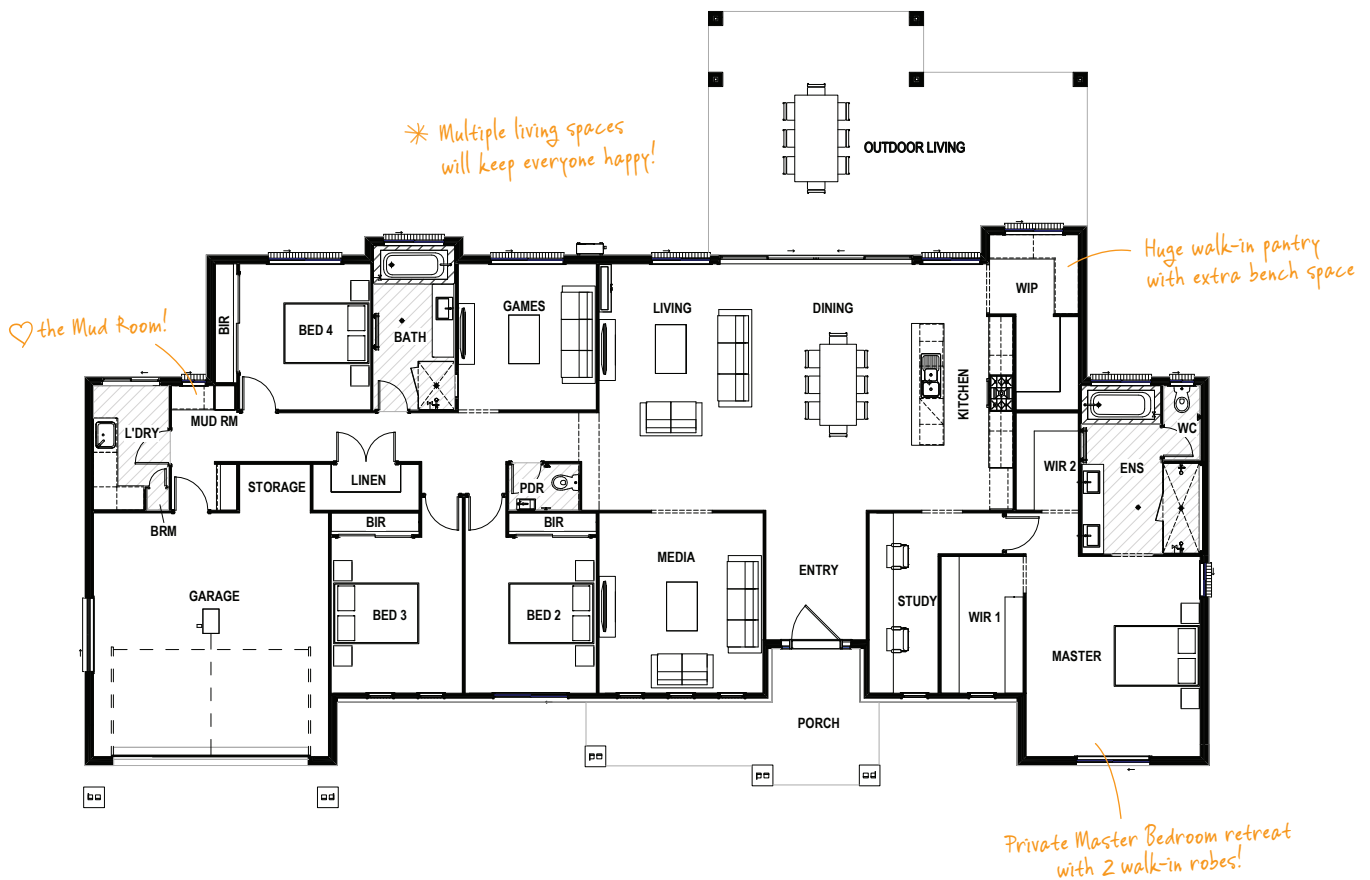 * Multiple living spaces
will keep everyone happy!
OUTDOOR LIVING
Huge walk-in pantry
with extra bench space
♡ the Mud Room!
BIR
BED 4
BATH
GAMES
LIVING
DINING
KITCHEN
WIP
L'DRY
MUD RM
STORAGE
LINEN
PDR
WIR 2
ENS
WC
BRM
BIR
BIR
GARAGE
BED 3
BED 2
MEDIA
ENTRY
STUDY
WIR 1
MASTER
PORCH
Private Master Bedroom retreat
with 2 walk-in robes!